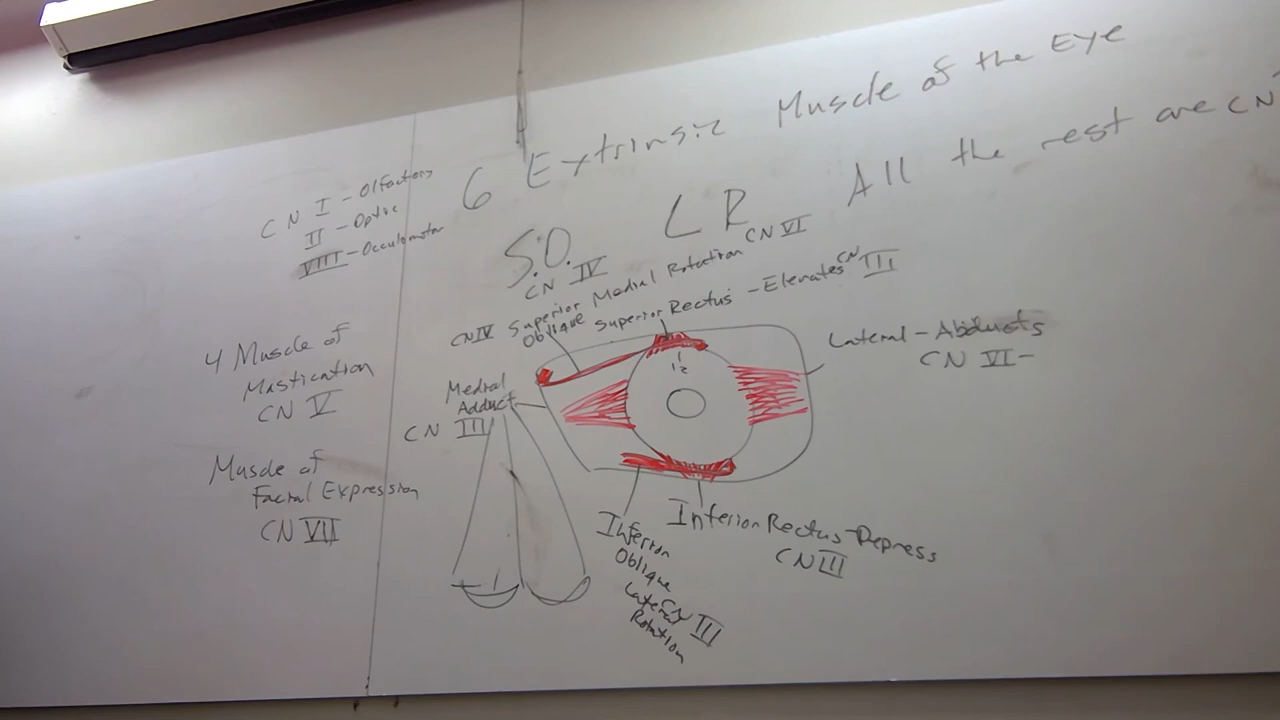 6 Extrinsic Muscle of the Eye
S.O.
CN IV
LR
CN VI
All the rest are CN
CN I - Olfactory
II - Optic
VIII - Occulomotor
4 Muscle of
Mastication
CN V
Muscle of
Facial Expression
CN VII
CN IV Superior Medial Rotation
Oblique
Superior Rectus - Elevates CN III
Lateral - Abducts
CN VI -
Medial
Adduct
CN III
12
Inferior Rectus - Depress
CN III
Inferior
Oblique
CN III
Lateral
Rotation